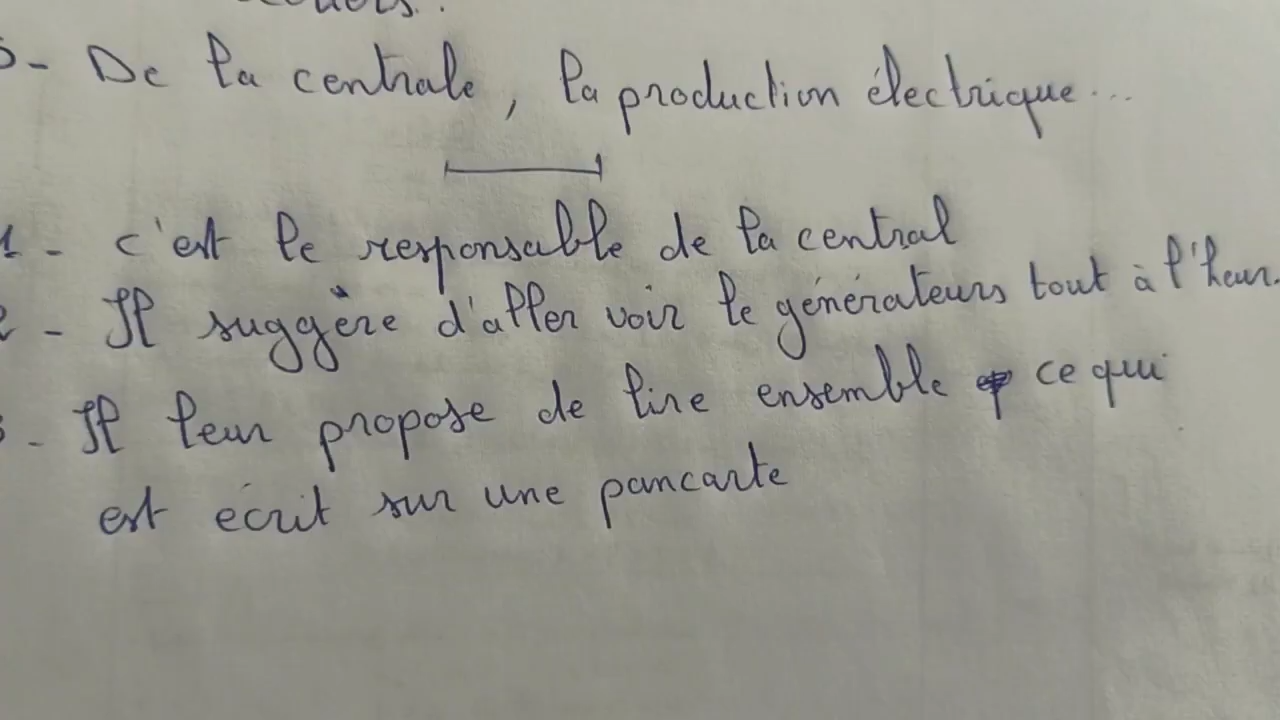 - De la centrale, la production électrique...
1 - c'est le responsable de la central
- Il suggère d'aller voir le générateurs tout à l'heur.
- Il leur propose de lire ensemble ce qui
est écrit sur une pancarte